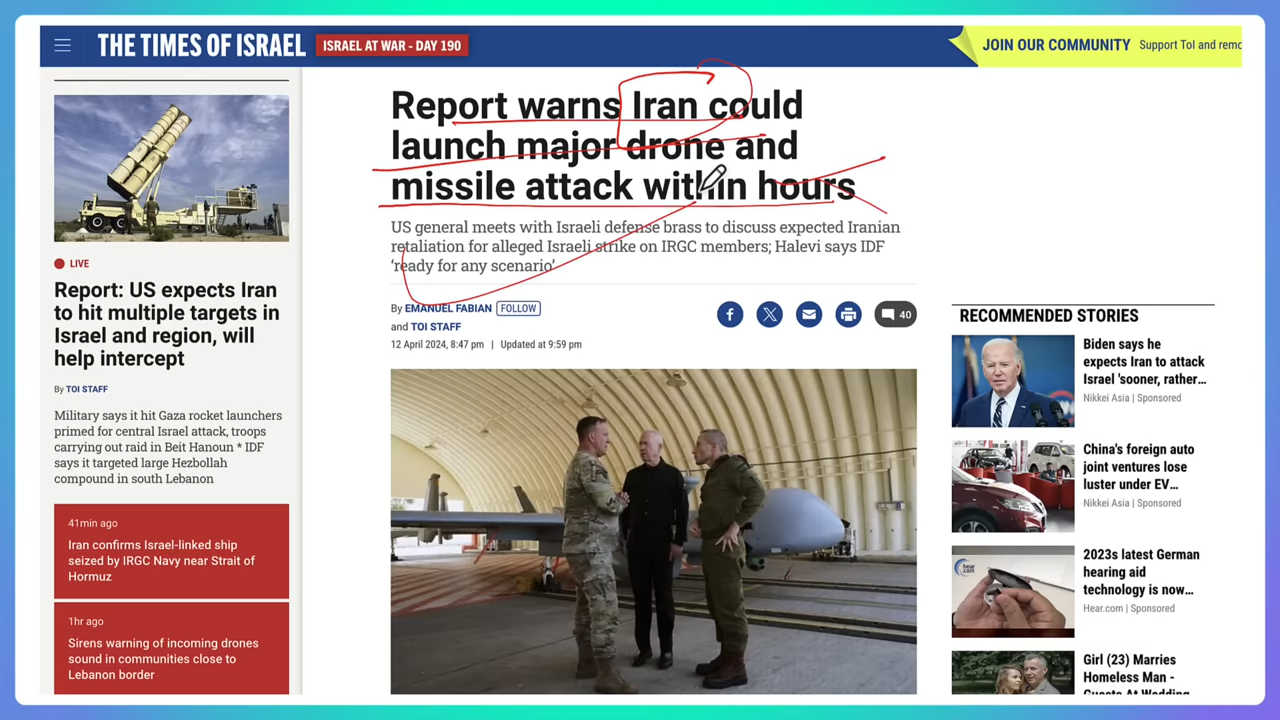 THE TIMES OF ISRAEL
ISRAEL AT WAR - DAY 190
JOIN OUR COMMUNITY
Support ToI and remo
LIVE
Report: US expects Iran
to hit multiple targets in
Israel and region, will
help intercept
By TOI STAFF
Military says it hit Gaza rocket launchers
primed for central Israel attack, troops
carrying out raid in Beit Hanoun * IDF
says it targeted large Hezbollah
compound in south Lebanon
41min ago
Iran confirms Israel-linked ship
seized by IRGC Navy near Strait of
Hormuz
1hr ago
Sirens warning of incoming drones
sound in communities close to
Lebanon border
Report warns Iran could
launch major drone and
missile attack within hours
US general meets with Israeli defense brass to discuss expected Iranian
retaliation for alleged Israeli strike on IRGC members; Halevi says IDF
'ready for any scenario'
By EMANUEL FABIAN FOLLOW
and TOI STAFF
12 April 2024, 8:47 pm | Updated at 9:59 pm
40
RECOMMENDED STORIES
Biden says he
expects Iran to attack
Israel 'sooner, rather...
Nikkei Asia | Sponsored
China's foreign auto
joint ventures lose
luster under EV...
Nikkei Asia | Sponsored
2023s latest German
hearing aid
technology is now...
Hear.com | Sponsored
hear.com
Girl (23) Marries
Homeless Man -
Guests At Wedding